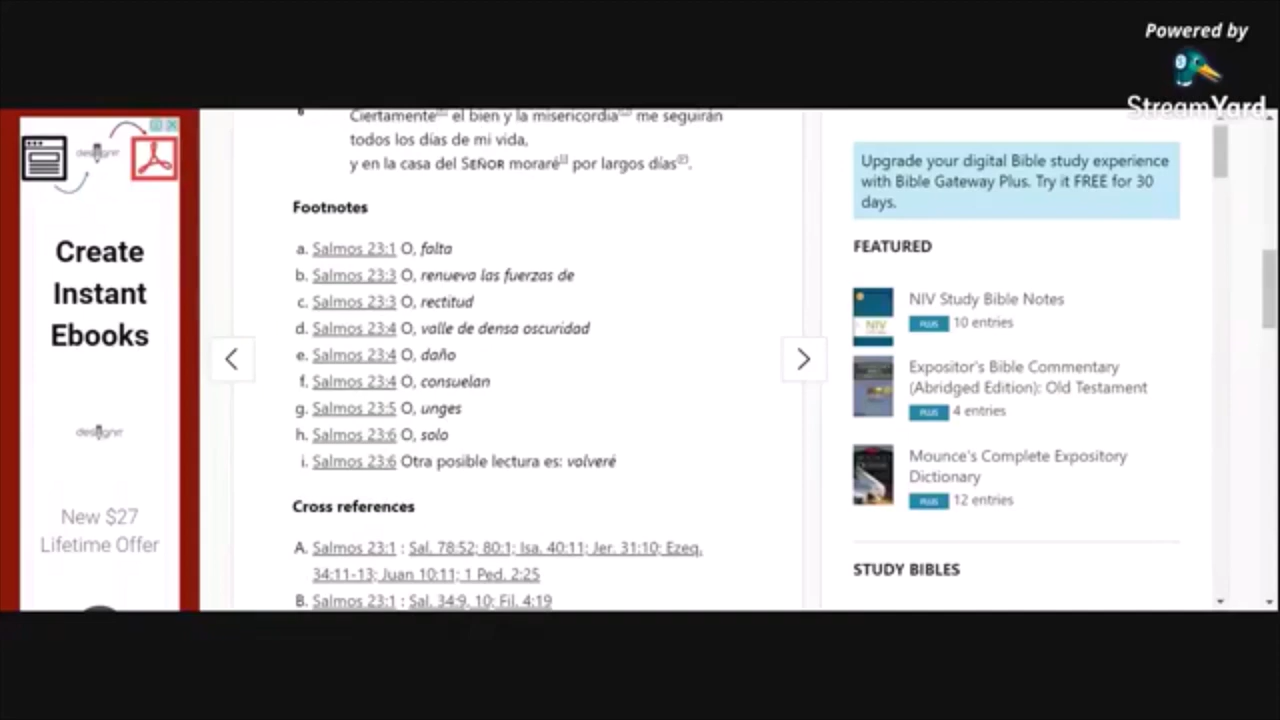 Powered by
StreamYard
designrr
Create
Instant
Ebooks
designrr
New $27
Lifetime Offer
6 Ciertamente el bien y la misericordia me seguirán
todos los días de mi vida,
y en la casa del SEÑOR moraré[i] por largos días[P].
Footnotes
a. Salmos 23:1 O, falta
b. Salmos 23:3 O, renueva las fuerzas de
c. Salmos 23:3 O, rectitud
d. Salmos 23:4 O, valle de densa oscuridad
e. Salmos 23:4 O, daño
f. Salmos 23:4 O, consuelan
g. Salmos 23:5 O, unges
h. Salmos 23:6 O, solo
i. Salmos 23:6 Otra posible lectura es: volveré
Cross references
A. Salmos 23:1 : Sal. 78:52; 80:1; Isa. 40:11; Jer. 31:10; Ezeq.
34:11-13; Juan 10:11; 1 Ped. 2:25
B. Salmos 23:1 : Sal. 34:9, 10; Fil. 4:19
Upgrade your digital Bible study experience
with Bible Gateway Plus. Try it FREE for 30
days.
FEATURED
NIV
NIV Study Bible Notes
PLUS 10 entries
Expositor's Bible Commentary
(Abridged Edition): Old Testament
PLUS 4 entries
Mounce's Complete Expository
Dictionary
PLUS 12 entries
STUDY BIBLES